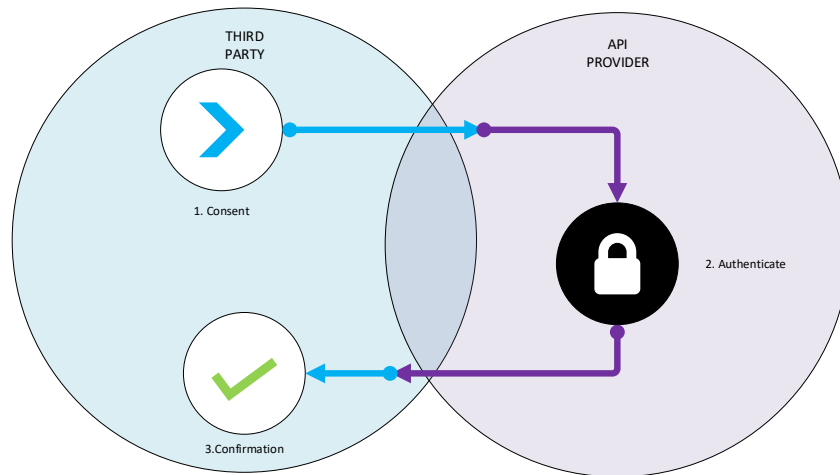 THIRD
PARTY
API
PROVIDER
1. Consent
2. Authenticate
3.Confirmation